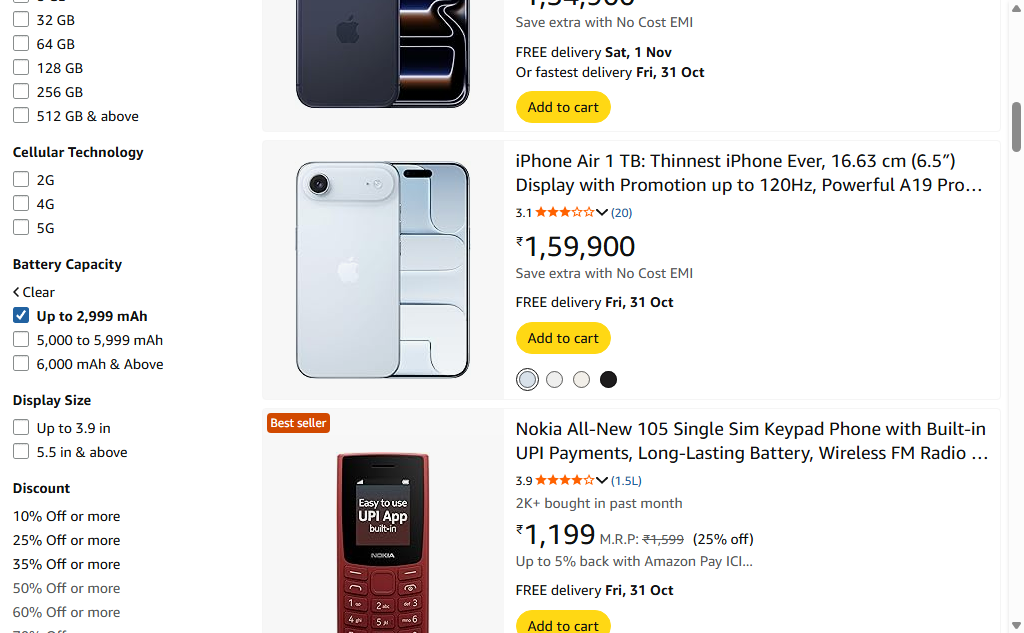 32 GB
64 GB
128 GB
256 GB
512 GB & above
Cellular Technology
2G
4G
5G
Battery Capacity
Clear
Up to 2,999 mAh
5,000 to 5,999 mAh
6,000 mAh & Above
Display Size
Up to 3.9 in
5.5 in & above
Discount
10% Off or more
25% Off or more
35% Off or more
50% Off or more
60% Off or more
Save extra with No Cost EMI
FREE delivery Sat, 1 Nov
Or fastest delivery Fri, 31 Oct
Add to cart
iPhone Air 1 TB: Thinnest iPhone Ever, 16.63 cm (6.5″)
Display with Promotion up to 120Hz, Powerful A19 Pro…
3.1 (20)
₹1,59,900
Save extra with No Cost EMI
FREE delivery Fri, 31 Oct
Add to cart
Best seller
Easy to use
UPI App
built-in
NOKIA
1
2abc
def 3
4ghi
5jkl
mno 6
Nokia All-New 105 Single Sim Keypad Phone with Built-in
UPI Payments, Long-Lasting Battery, Wireless FM Radio …
3.9 (1.5L)
2K+ bought in past month
₹1,199 M.R.P: ₹1,599 (25% off)
Up to 5% back with Amazon Pay ICI…
FREE delivery Fri, 31 Oct
Add to cart